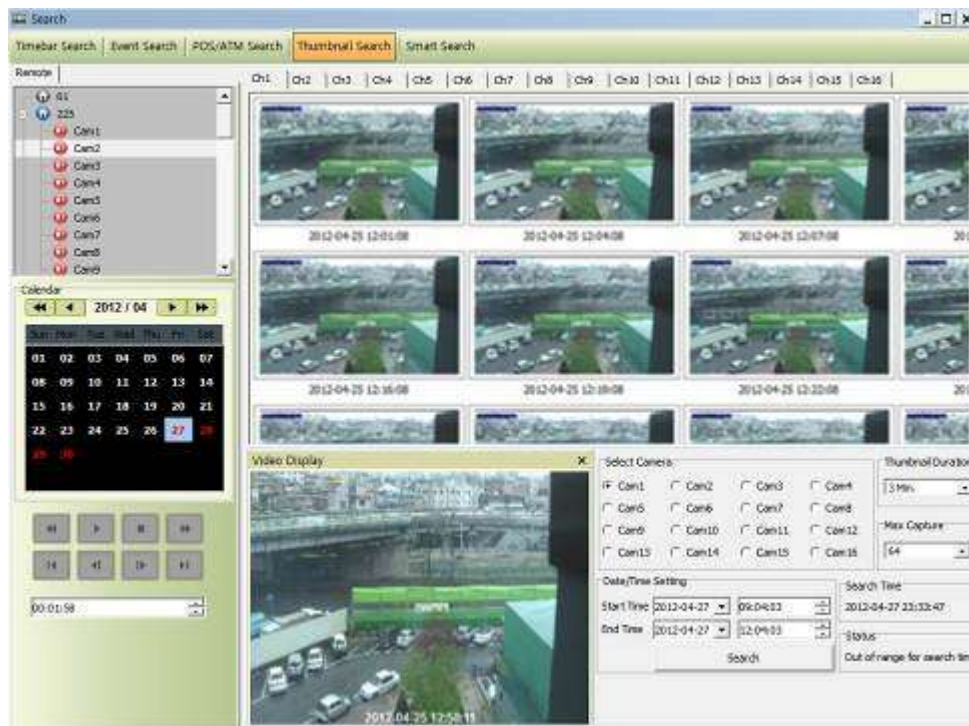 Search
Timebar Search Event Search POS/ATM Search Thumbnail Search Smart Search
Remote
61
225
Cam1
Cam2
Cam3
Cam4
Cam5
Cam6
Cam7
Cam8
Cam9
Calendar
2012 / 04
Sun Mon Tue Wed Thu Fri Sat
01 02 03 04 05 06 07
08 09 10 11 12 13 14
15 16 17 18 19 20 21
22 23 24 25 26 27 28
29 30
00:01:58
Ch1 Ch2 Ch3 Ch4 Ch5 Ch6 Ch7 Ch8 Ch9 Ch10 Ch11 Ch12 Ch13 Ch14 Ch15 Ch16
2012-04-25 12:01:08 2012-04-25 12:04:08 2012-04-25 12:07:08
2012-04-25 12:16:08 2012-04-25 12:19:08 2012-04-25 12:22:08
Video Display
2012-04-25 12:50:11
Select Camera
Cam1 Cam2 Cam3 Cam4
Cam5 Cam6 Cam7 Cam8
Cam9 Cam10 Cam11 Cam12
Cam13 Cam14 Cam15 Cam16
Thumbnail Duration
3 Min.
Max Capture
64
Date/Time Setting
Start Time 2012-04-27 09:04:03
End Time 2012-04-27 12:04:03
Search
Search Time
2012-04-27 23:33:47
Status
Out of range for search tim